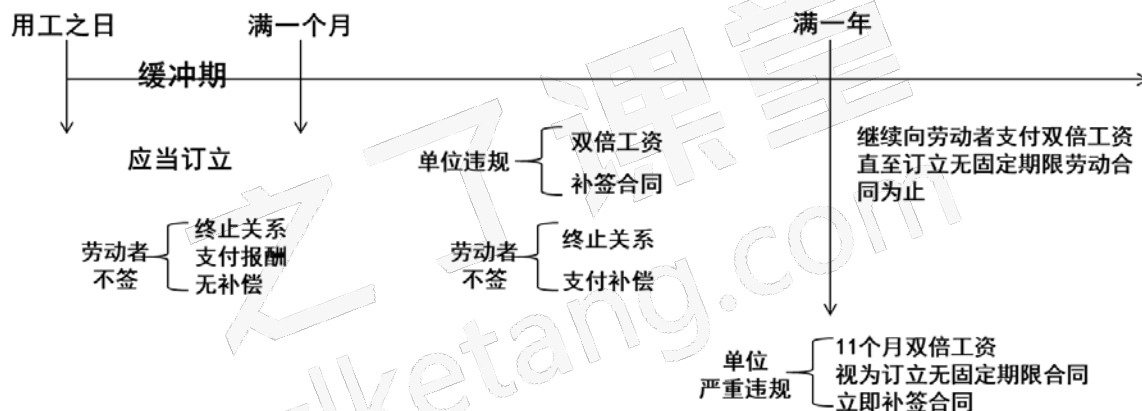 用工之日
满一个月
满一年
缓冲期
应当订立
单位违规
双倍工资
补签合同
继续向劳动者支付双倍工资
直至订立无固定期限劳动合
同为止
劳动者
不签
终止关系
支付报酬
无补偿
劳动者
不签
终止关系
支付补偿
单位
严重违规
11个月双倍工资
视为订立无固定期限合同
立即补签合同
之了课堂
lketang.com